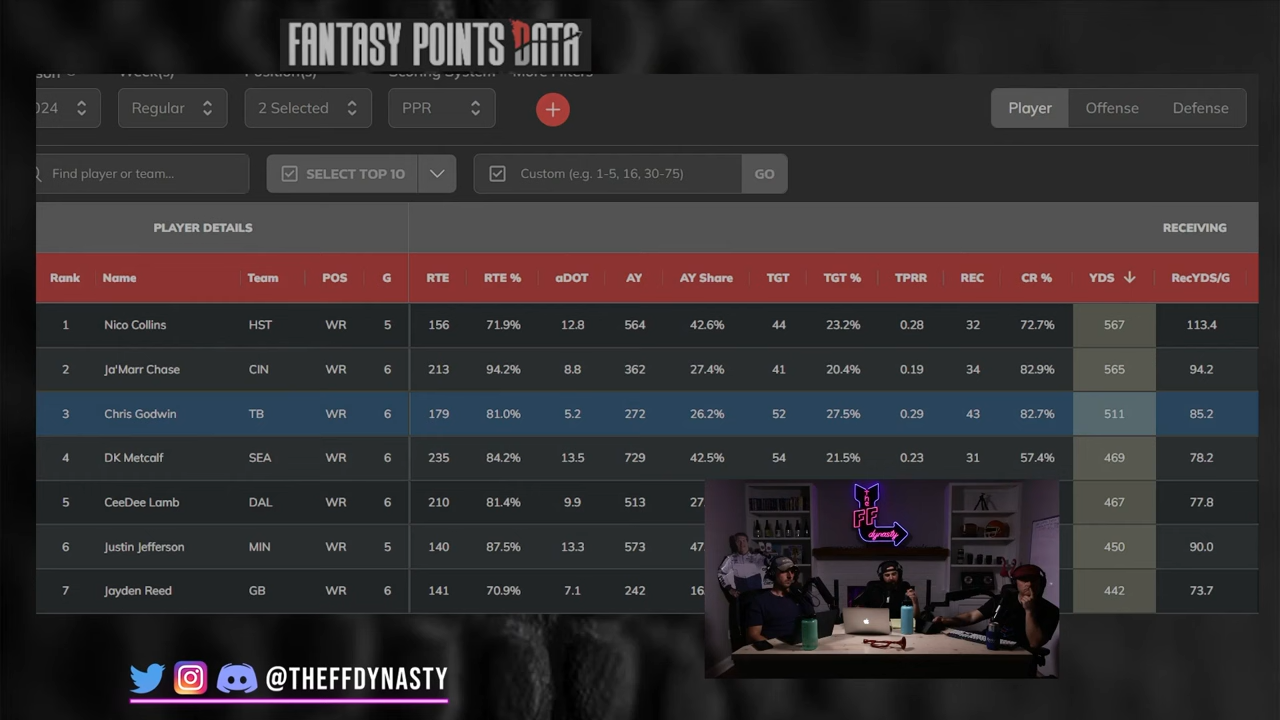 FANTASY POINTS DATA
2024 Regular 2 Selected PPR + Player Offense Defense
Find player or team... SELECT TOP 10 Custom (e.g. 1-5, 16, 30-75) GO
PLAYER DETAILS RECEIVING
Rank Name Team POS G RTE RTE % aDOT AY AY Share TGT TGT % TPRR REC CR % YDS RecYDS/G
1 Nico Collins HST WR 5 156 71.9% 12.8 564 42.6% 44 23.2% 0.28 32 72.7% 567 113.4
2 Ja'Marr Chase CIN WR 6 213 94.2% 8.8 362 27.4% 41 20.4% 0.19 34 82.9% 565 94.2
3 Chris Godwin TB WR 6 179 81.0% 5.2 272 26.2% 52 27.5% 0.29 43 82.7% 511 85.2
4 DK Metcalf SEA WR 6 235 84.2% 13.5 729 42.5% 54 21.5% 0.23 31 57.4% 469 78.2
5 CeeDee Lamb DAL WR 6 210 81.4% 9.9 513 27 467 77.8
6 Justin Jefferson MIN WR 5 140 87.5% 13.3 573 47 450 90.0
7 Jayden Reed GB WR 6 141 70.9% 7.1 242 16 442 73.7
The
FF
dynasty
@THEFFDYNASTY